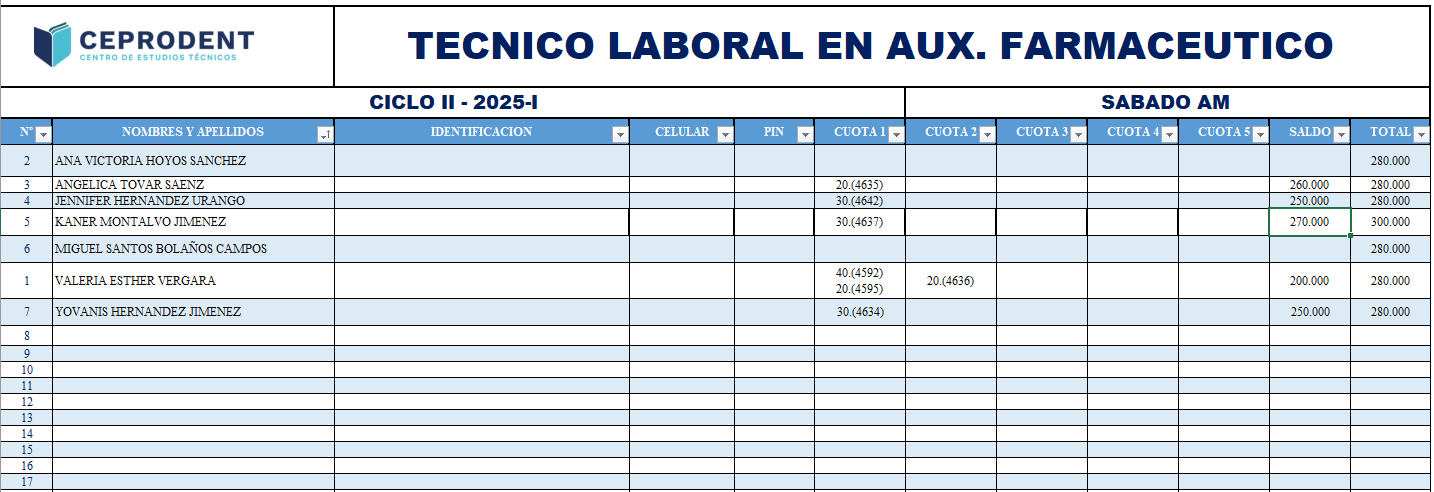 CEPRODENT
CENTRO DE ESTUDIOS TÉCNICOS
TECNICO LABORAL EN AUX. FARMACEUTICO
CICLO II - 2025-I SABADO AM
Nº NOMBRES Y APELLIDOS IDENTIFICACION CELULAR PIN CUOTA 1 CUOTA 2 CUOTA 3 CUOTA 4 CUOTA 5 SALDO TOTAL
2 ANA VICTORIA HOYOS SANCHEZ 280.000
3 ANGELICA TOVAR SAENZ 20.(4635) 260.000 280.000
4 JENNIFER HERNANDEZ URANGO 30.(4642) 250.000 280.000
5 KANER MONTALVO JIMENEZ 30.(4637) 270.000 300.000
6 MIGUEL SANTOS BOLAÑOS CAMPOS 280.000
1 VALERIA ESTHER VERGARA 40.(4592) 20.(4595) 20.(4636) 200.000 280.000
7 YOVANIS HERNANDEZ JIMENEZ 30.(4634) 250.000 280.000
8
9
10
11
12
13
14
15
16
17